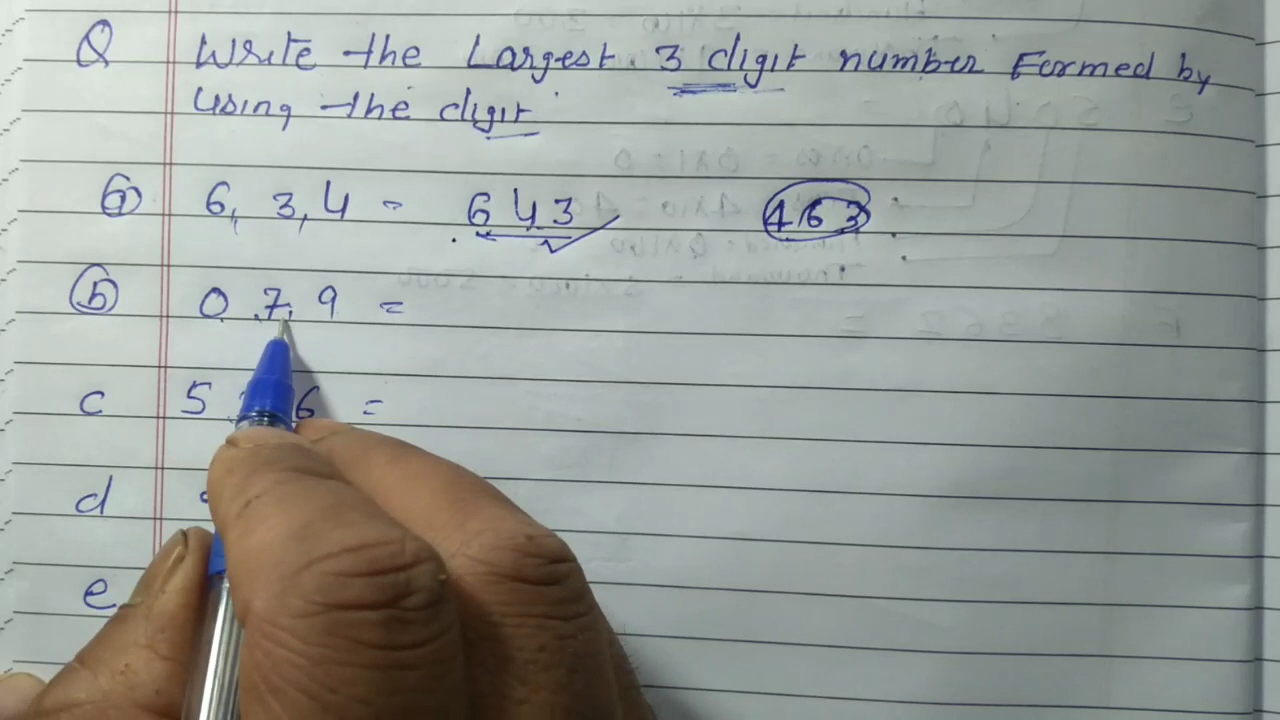 Q Write the Largest 3 digit number Formed by
using the digit
a 6, 3, 4 = 643 463
b 0 7, 9 =
c 5 6 =
d
e